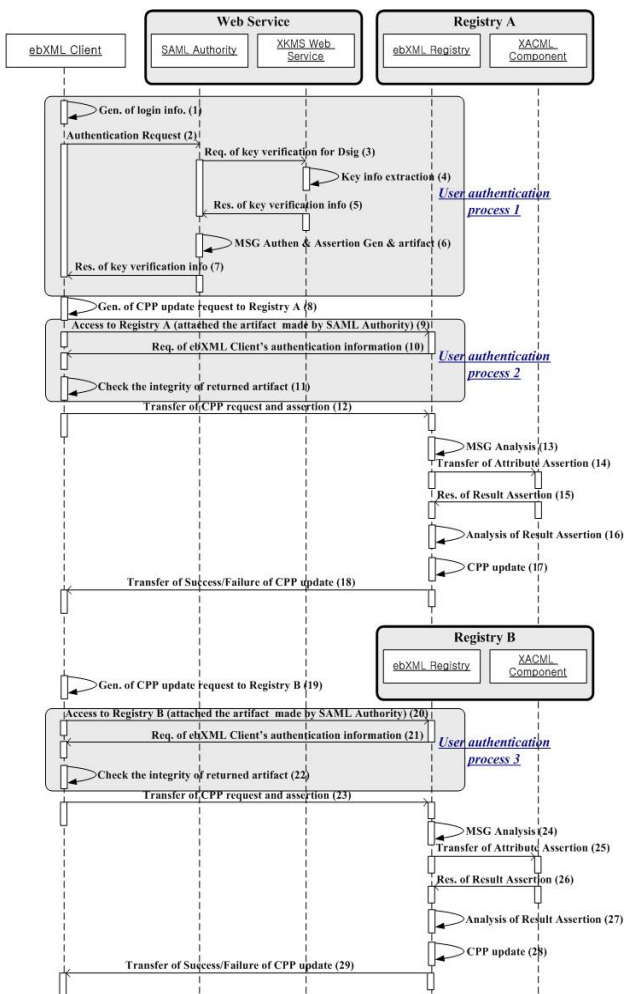 Web Service
Registry A
ebXML Client
SAML Authority
XKMS Web
Service
ebXML Registry
XACML
Component
Gen. of login info. (1)
Authentication Request (2)
Req. of key verification for Dsig (3)
Key info extraction (4)
User authentication
process 1
Res. of key verification info (5)
MSG Authen & Assertion Gen & artifact (6)
Res. of key verification info (7)
Gen. of CPP update request to Registry A (8)
Access to Registry A (attached the artifact made by SAML Authority) (9)
Req. of ebXML Client's authentication information (10)
User authentication
process 2
Check the integrity of returned artifact (11)
Transfer of CPP request and assertion (12)
MSG Analysis (13)
Transfer of Attribute Assertion (14)
Res. of Result Assertion (15)
Analysis of Result Assertion (16)
CPP update (17)
Transfer of Success/Failure of CPP update (18)
Registry B
ebXML Registry
XACML
Component
Gen. of CPP update request to Registry B (19)
Access to Registry B (attached the artifact made by SAML Authority) (20)
Req. of ebXML Client's authentication information (21)
User authentication
process 3
Check the integrity of returned artifact (22)
Transfer of CPP request and assertion (23)
MSG Analysis (24)
Transfer of Attribute Assertion (25)
Res. of Result Assertion (26)
Analysis of Result Assertion (27)
CPP update (28)
Transfer of Success/Failure of CPP update (29)